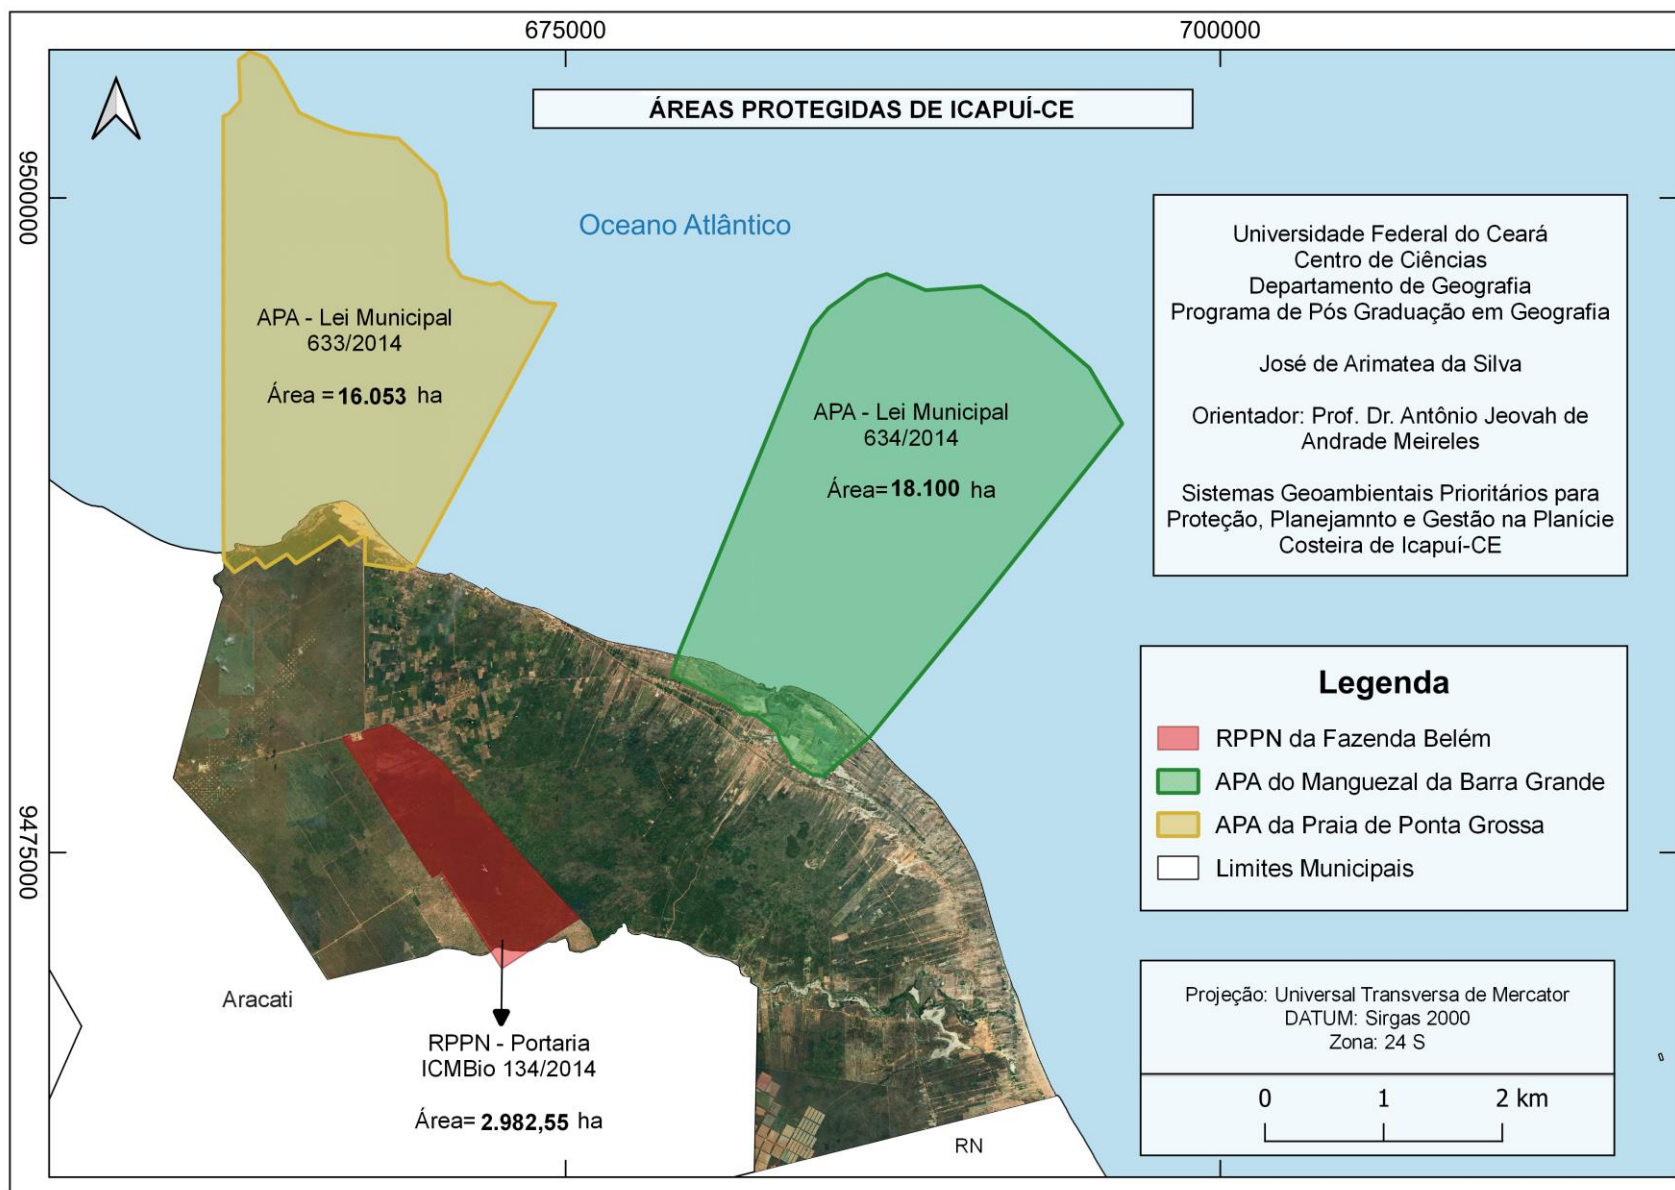 675000
700000
ÁREAS PROTEGIDAS DE ICAPUÍ-CE
9500000
9475000
Oceano Atlântico
APA - Lei Municipal
633/2014
Área = 16.053 ha
APA - Lei Municipal
634/2014
Área= 18.100 ha
Universidade Federal do Ceará
Centro de Ciências
Departamento de Geografia
Programa de Pós Graduação em Geografia
José de Arimatea da Silva
Orientador: Prof. Dr. Antônio Jeovah de
Andrade Meireles
Sistemas Geoambientais Prioritários para
Proteção, Planejamnto e Gestão na Planície
Costeira de Icapuí-CE
Legenda
RPPN da Fazenda Belém
APA do Manguezal da Barra Grande
APA da Praia de Ponta Grossa
Limites Municipais
Aracati
RPPN - Portaria
ICMBio 134/2014
Área= 2.982,55 ha
RN
Projeção: Universal Transversa de Mercator
DATUM: Sirgas 2000
Zona: 24 S
0 1 2 km